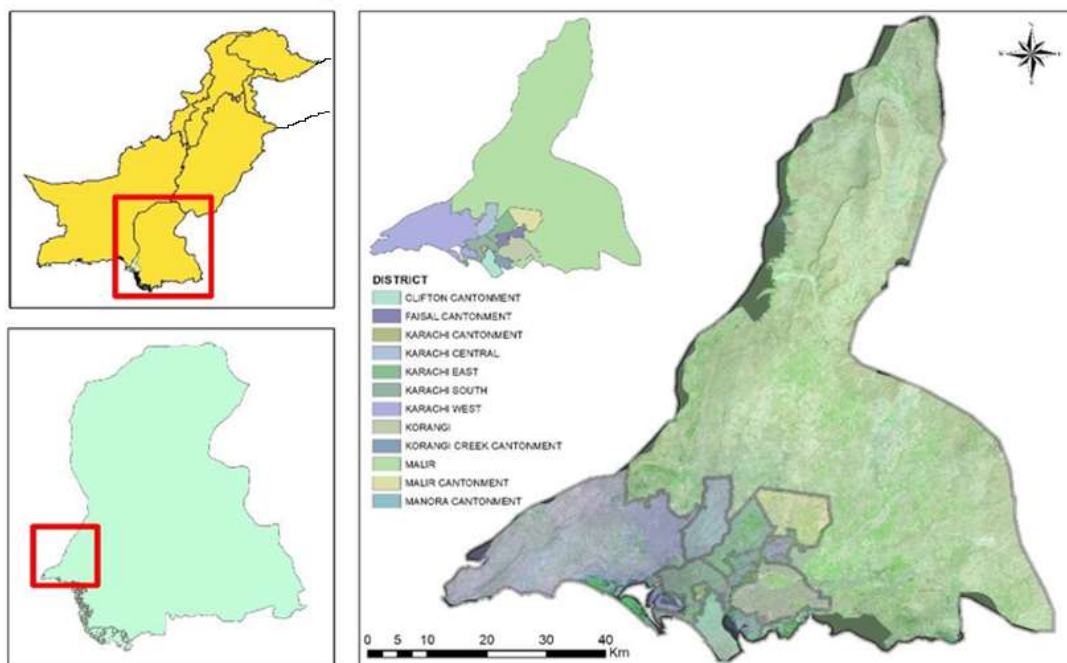 DISTRICT
CLIFTON CANTONMENT
FAISAL CANTONMENT
KARACHI CANTONMENT
KARACHI CENTRAL
KARACHI EAST
KARACHI SOUTH
KARACHI WEST
KORANGI
KORANGI CREEK CANTONMENT
MALIR
MALIR CANTONMENT
MANORA CANTONMENT
0 5 10 20 30 40
Km